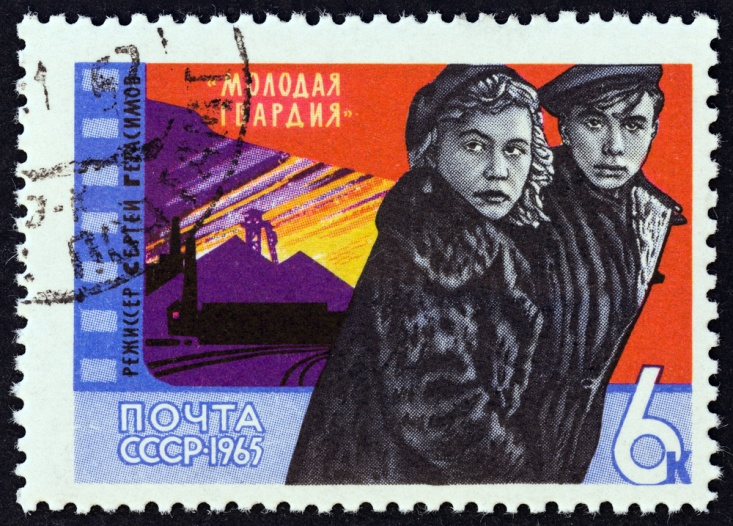 «МОЛОДАЯ
ГВАРДИЯ»
РЕЖИССЕР СЕРГЕЙ ГЕРАСИМОВ
ПОЧТА
СССР·1965
6к